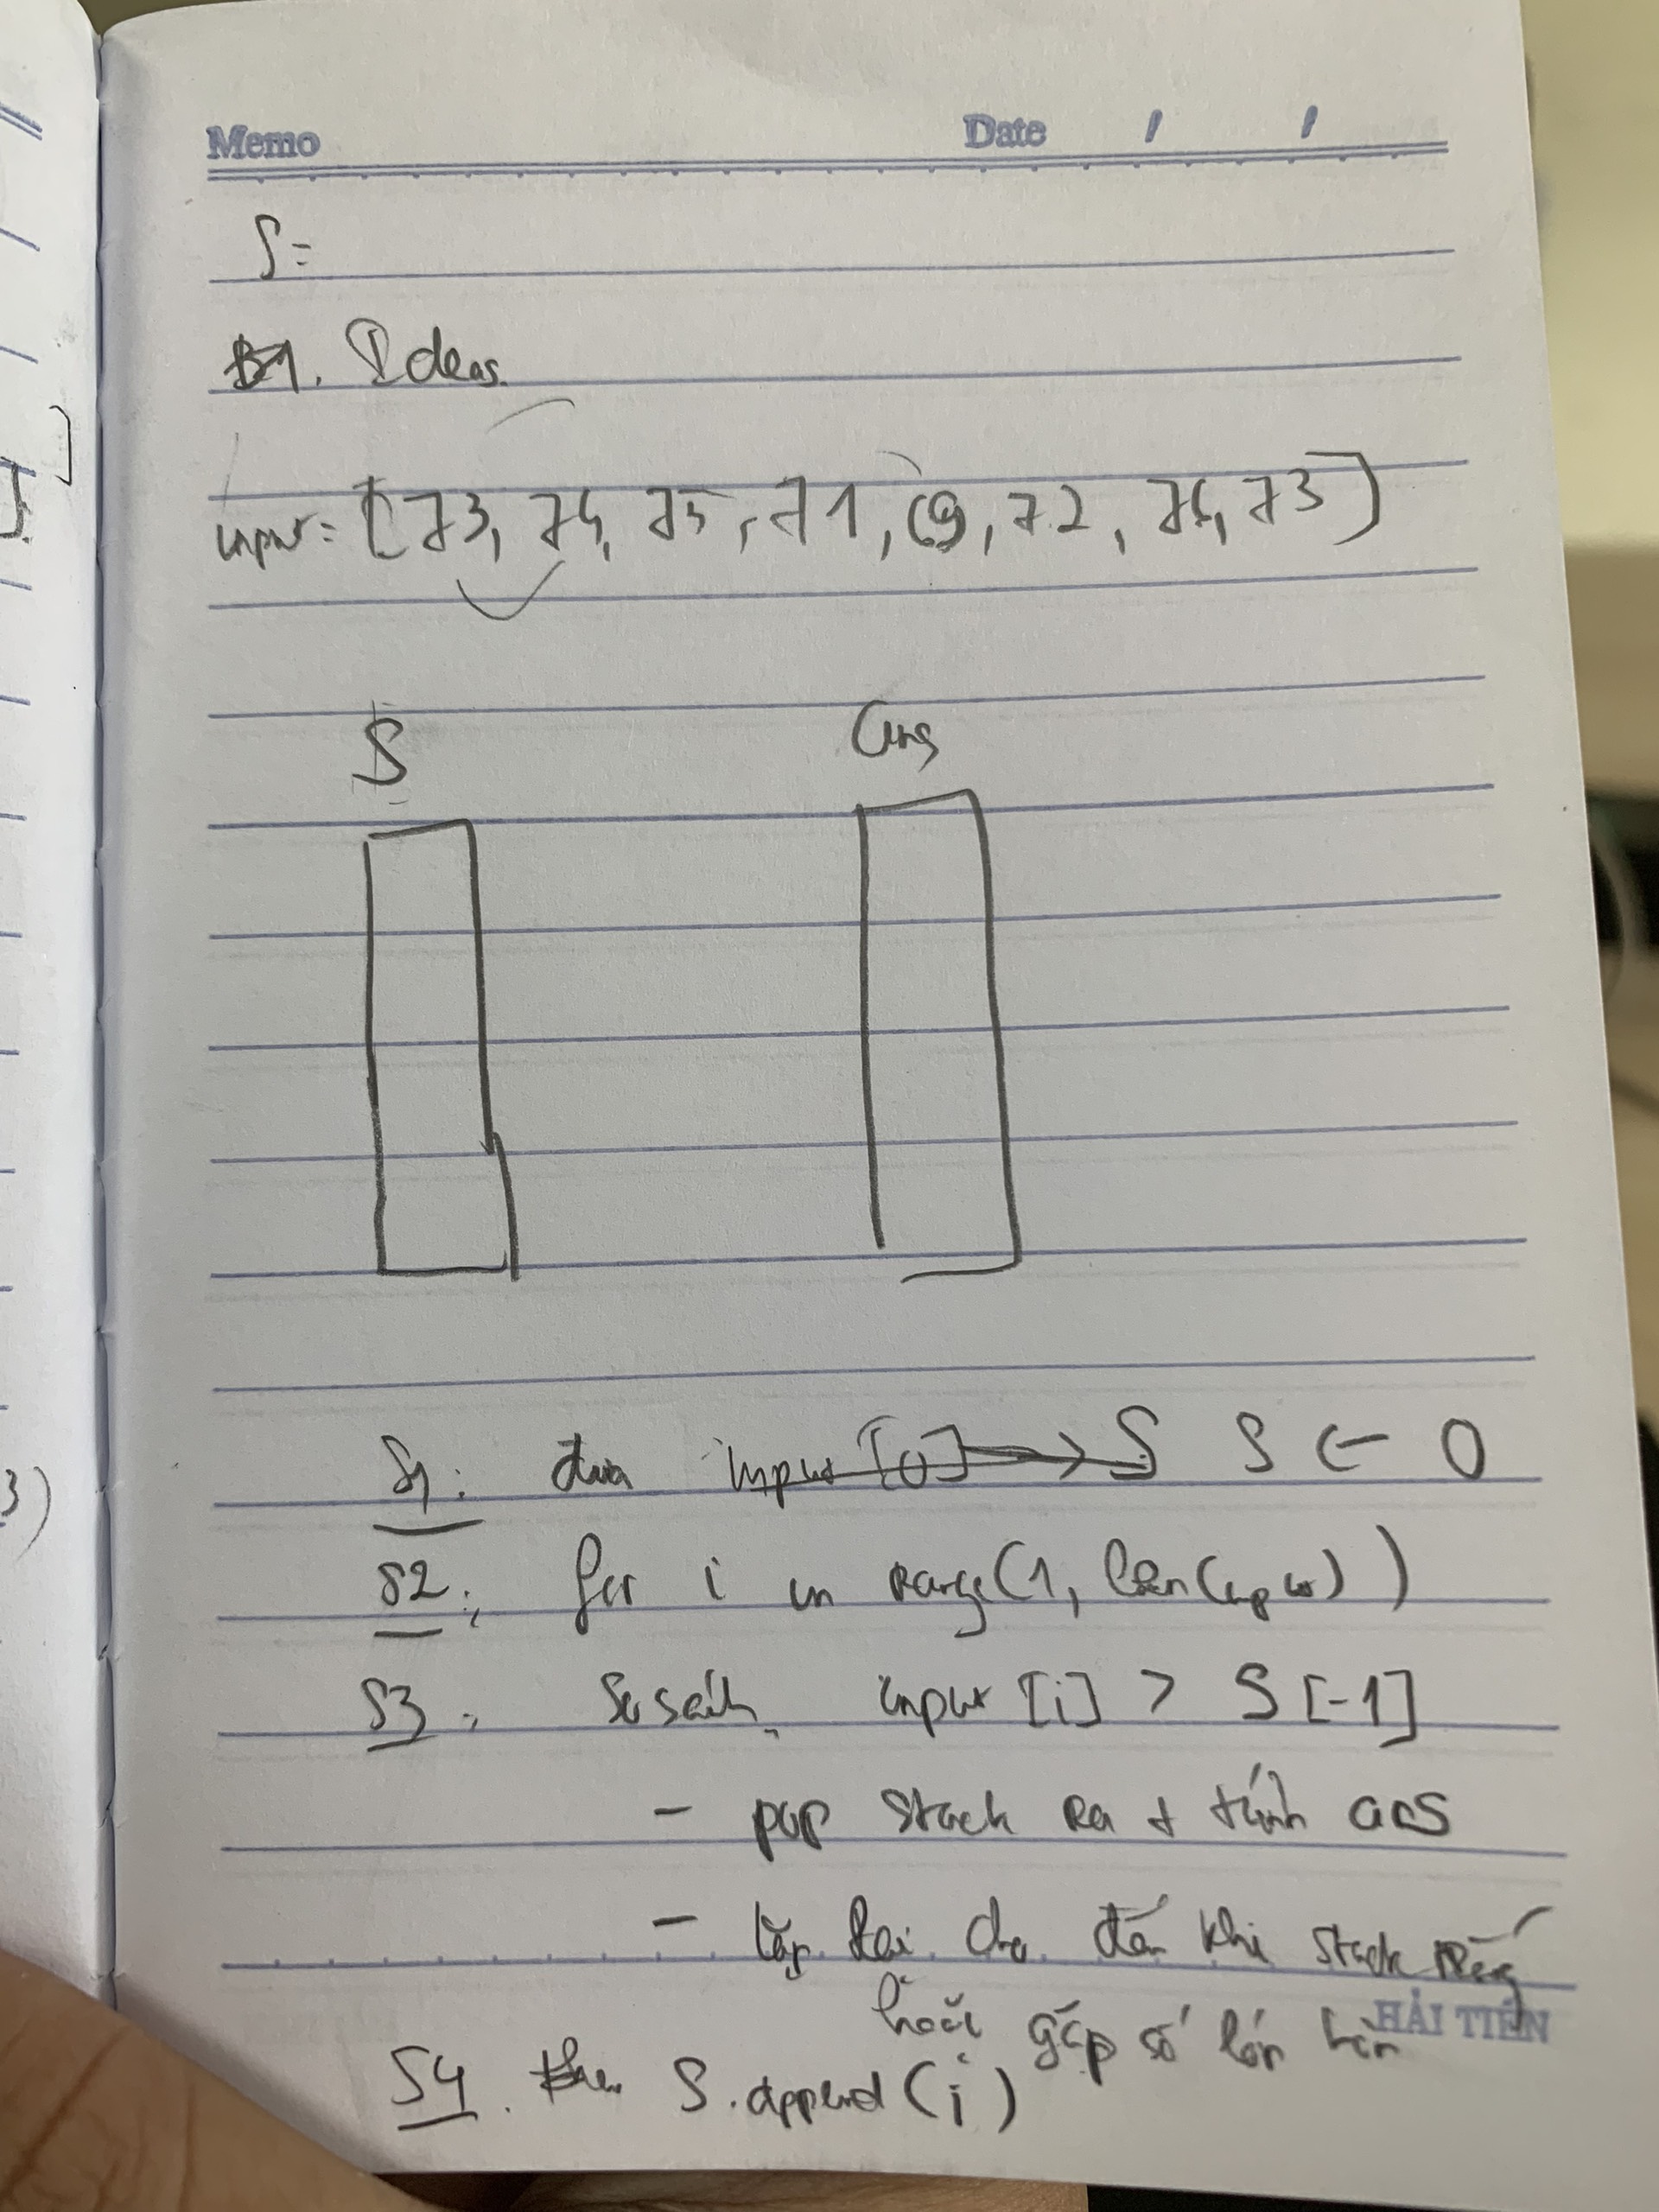 Memo Date / /
S =
1. Ideas.
input = [73, 74, 75, 71, 69, 72, 76, 73]
S ans
S1: đưa input[0] → S S ← 0
S2: for i in range(1, len(input))
S3: So sánh input[i] > S[-1]
- pop stack ra + tính ans
- lặp lại cho đến khi stack rỗng
hoặc gặp số lớn hơn
HẢI TIẾN
S4. S.append(i)
]
3)